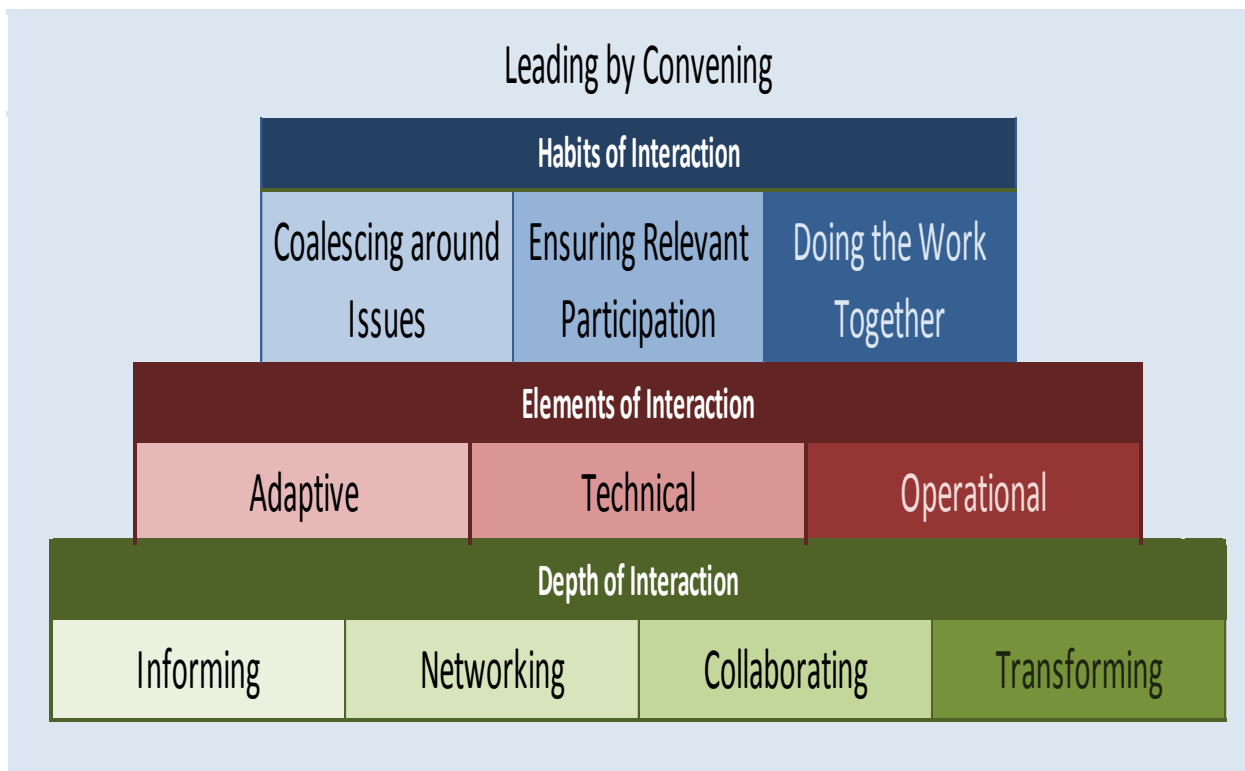 Leading by Convening
Habits of Interaction
Coalescing around
Issues
Ensuring Relevant
Participation
Doing the Work
Together
Elements of Interaction
Adaptive
Technical
Operational
Depth of Interaction
Informing
Networking
Collaborating
Transforming